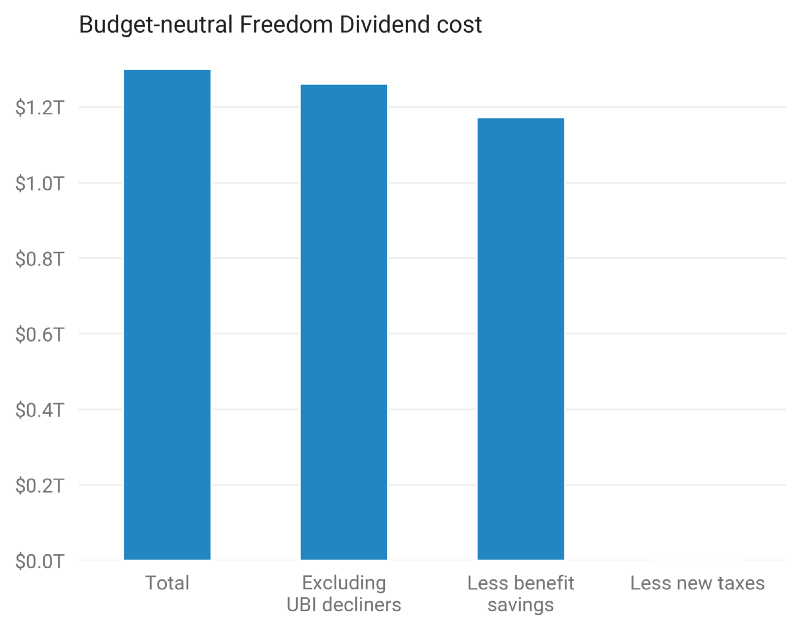 Budget-neutral Freedom Dividend cost
$1.2T
$1.0T
$0.8T
$0.6T
$0.4T
$0.2T
$0.0T
Total
Excluding
UBI decliners
Less benefit
savings
Less new taxes